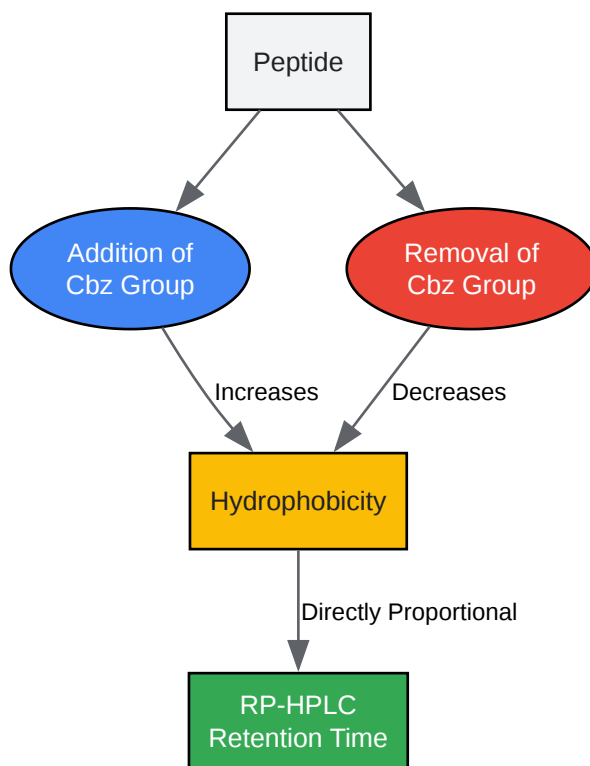 Peptide
Addition of
Cbz Group
Removal of
Cbz Group
Increases
Decreases
Hydrophobicity
Directly Proportional
RP-HPLC
Retention Time